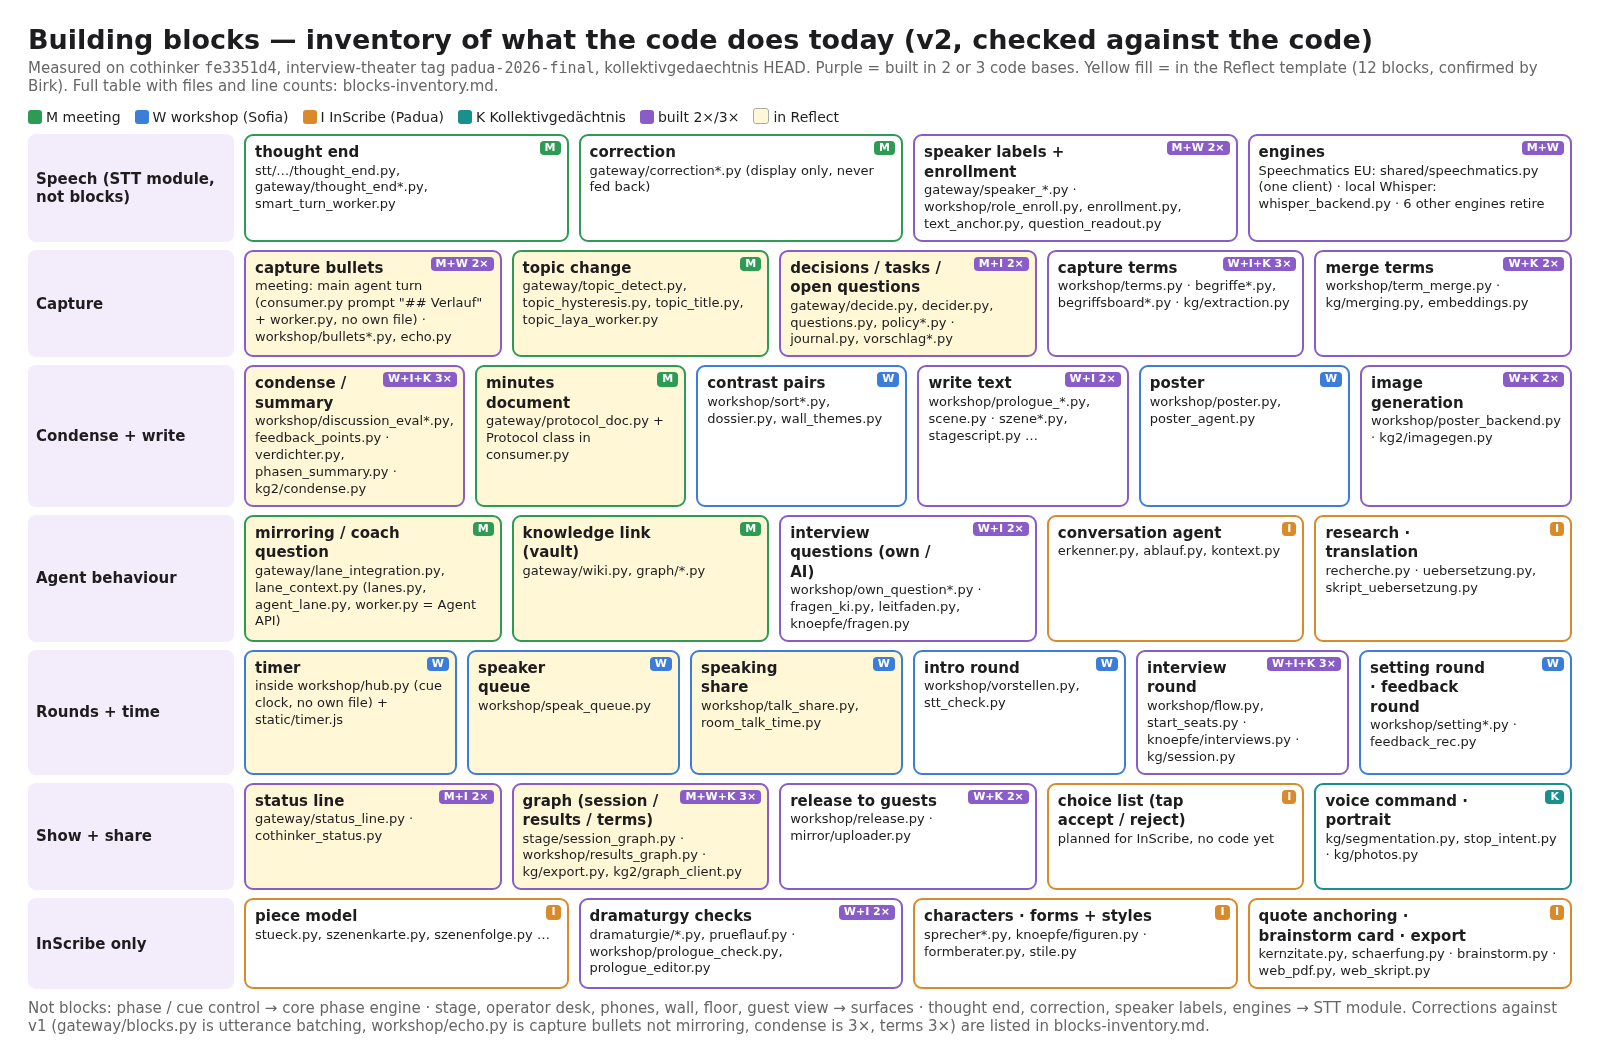 Building blocks — inventory of what the code does today (v2, checked against the code)
Measured on cothinker fe3351d4, interview-theater tag padua-2026-final, kollektivgedaechtnis HEAD. Purple = built in 2 or 3 code bases. Yellow fill = in the Reflect template (12 blocks, confirmed by
Birk). Full table with files and line counts: blocks-inventory.md.
M meeting W workshop (Sofia) I InScribe (Padua) K Kollektivgedächtnis built 2×/3× in Reflect
Speech (STT module,
not blocks)
thought end
M
stt/.../thought_end.py,
gateway/thought_end*.py,
smart_turn_worker.py
correction
M
gateway/correction*.py (display only, never
fed back)
speaker labels +
enrollment
M+W 2×
gateway/speaker_*.py ·
workshop/role_enroll.py, enrollment.py,
text_anchor.py, question_readout.py
engines
M+W
Speechmatics EU: shared/speechmatics.py
(one client) · local Whisper:
whisper_backend.py · 6 other engines retire
Capture
capture bullets
M+W 2×
meeting: main agent turn
(consumer.py prompt "## Verlauf"
+ worker.py, no own file) ·
workshop/bullets*.py, echo.py
topic change
M
gateway/topic_detect.py,
topic_hysteresis.py, topic_title.py,
topic_laya_worker.py
decisions / tasks /
open questions
M+I 2×
gateway/decide.py, decider.py,
questions.py, policy*.py ·
journal.py, vorschlag*.py
capture terms
W+I+K 3×
workshop/terms.py · begriffe*.py,
begriffsboard*.py · kg/extraction.py
merge terms
W+K 2×
workshop/term_merge.py ·
kg/merging.py, embeddings.py
Condense + write
condense /
summary
W+I+K 3×
workshop/discussion_eval*.py,
feedback_points.py ·
verdichter.py,
phasen_summary.py ·
kg2/condense.py
minutes
document
M
gateway/protocol_doc.py +
Protocol class in
consumer.py
contrast pairs
W
workshop/sort*.py,
dossier.py, wall_themes.py
write text
W+I 2×
workshop/prologue_*.py,
scene.py · szene*.py,
stagescript.py ...
poster
W
workshop/poster.py,
poster_agent.py
image
generation
W+K 2×
workshop/poster_backend.py
· kg2/imagegen.py
Agent behaviour
mirroring / coach
question
M
gateway/lane_integration.py,
lane_context.py (lanes.py,
agent_lane.py, worker.py = Agent
API)
knowledge link
(vault)
M
gateway/wiki.py, graph/*.py
interview
questions (own /
AI)
W+I 2×
workshop/own_question*.py ·
fragen_ki.py, leitfaden.py,
knoepfe/fragen.py
conversation agent
I
erkenner.py, ablauf.py, kontext.py
research ·
translation
I
recherche.py · uebersetzung.py,
skript_uebersetzung.py
Rounds + time
timer
W
inside workshop/hub.py (cue
clock, no own file) +
static/timer.js
speaker
queue
W
workshop/speak_queue.py
speaking
share
W
workshop/talk_share.py,
room_talk_time.py
intro round
W
workshop/vorstellen.py,
stt_check.py
interview
round
W+I+K 3×
workshop/flow.py,
start_seats.py ·
knoepfe/interviews.py ·
kg/session.py
setting round
· feedback
round
W
workshop/setting*.py ·
feedback_rec.py
Show + share
status line
M+I 2×
gateway/status_line.py ·
cothinker_status.py
graph (session /
results / terms)
M+W+K 3×
stage/session_graph.py ·
workshop/results_graph.py ·
kg/export.py, kg2/graph_client.py
release to guests
W+K 2×
workshop/release.py ·
mirror/uploader.py
choice list (tap
accept / reject)
I
planned for InScribe, no code yet
voice command ·
portrait
K
kg/segmentation.py, stop_intent.py
· kg/photos.py
InScribe only
piece model
I
stueck.py, szenenkarte.py, szenenfolge.py ...
dramaturgy checks
W+I 2×
dramaturgie/*.py, prueflauf.py ·
workshop/prologue_check.py,
prologue_editor.py
characters · forms + styles
I
sprecher*.py, knoepfe/figuren.py ·
formberater.py, stile.py
quote anchoring ·
brainstorm card · export
I
kernzitate.py, schaerfung.py · brainstorm.py ·
web_pdf.py, web_skript.py
Not blocks: phase / cue control → core phase engine · stage, operator desk, phones, wall, floor, guest view → surfaces · thought end, correction, speaker labels, engines → STT module. Corrections against
v1 (gateway/blocks.py is utterance batching, workshop/echo.py is capture bullets not mirroring, condense is 3×, terms 3×) are listed in blocks-inventory.md.